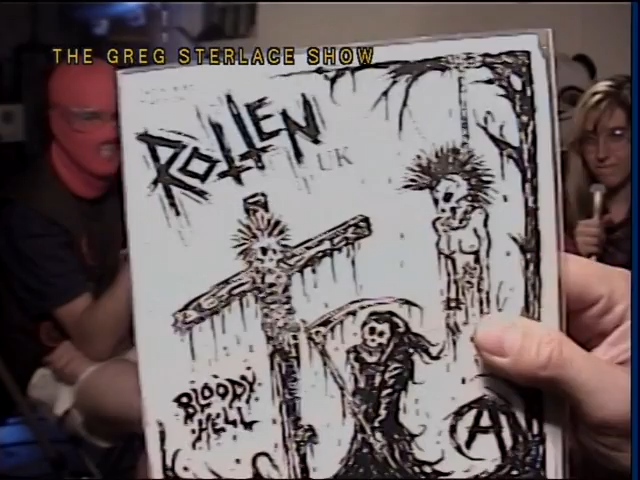 THE GREG STERLACE SHOW
ROTTEN
UK
BLOODY
HELL
A